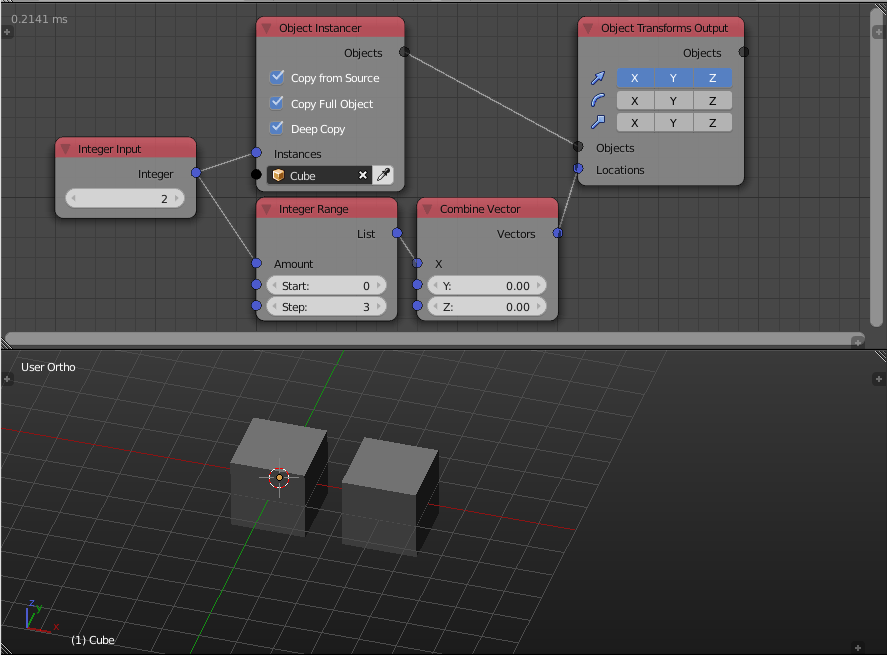 0.2141 ms
Object Instancer
Objects
Copy from Source
Copy Full Object
Deep Copy
Instances
Cube
Object Transforms Output
Objects
X Y Z
X Y Z
X Y Z
Objects
Locations
Integer Input
Integer
2
Integer Range
List
Amount
Start: 0
Step: 3
Combine Vector
Vectors
X
Y: 0.00
Z: 0.00
User Ortho
z
y
x
(1) Cube